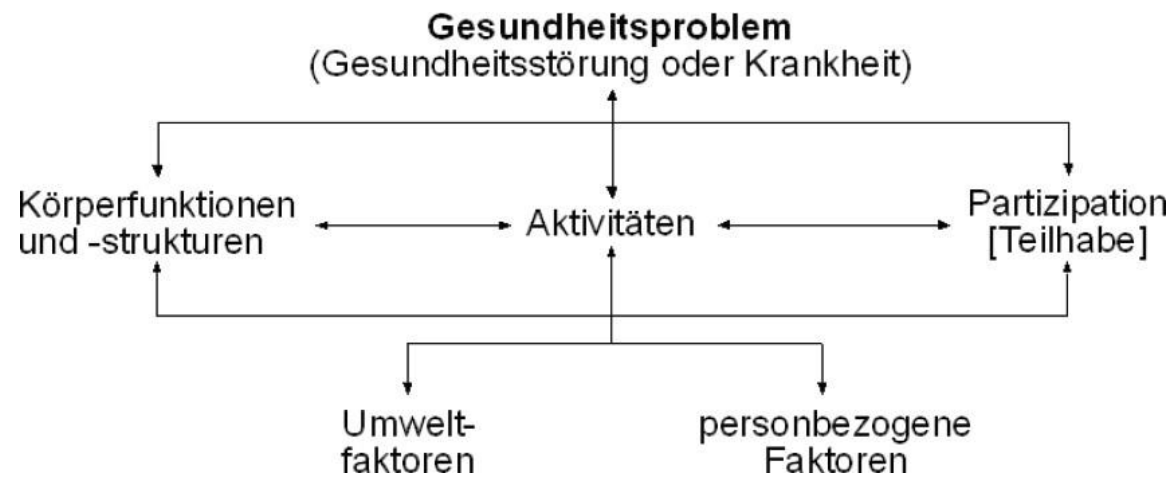 Gesundheitsproblem
(Gesundheitsstörung oder Krankheit)
Körperfunktionen
und -strukturen
Aktivitäten
Partizipation
[Teilhabe]
Umwelt-
faktoren
personbezogene
Faktoren